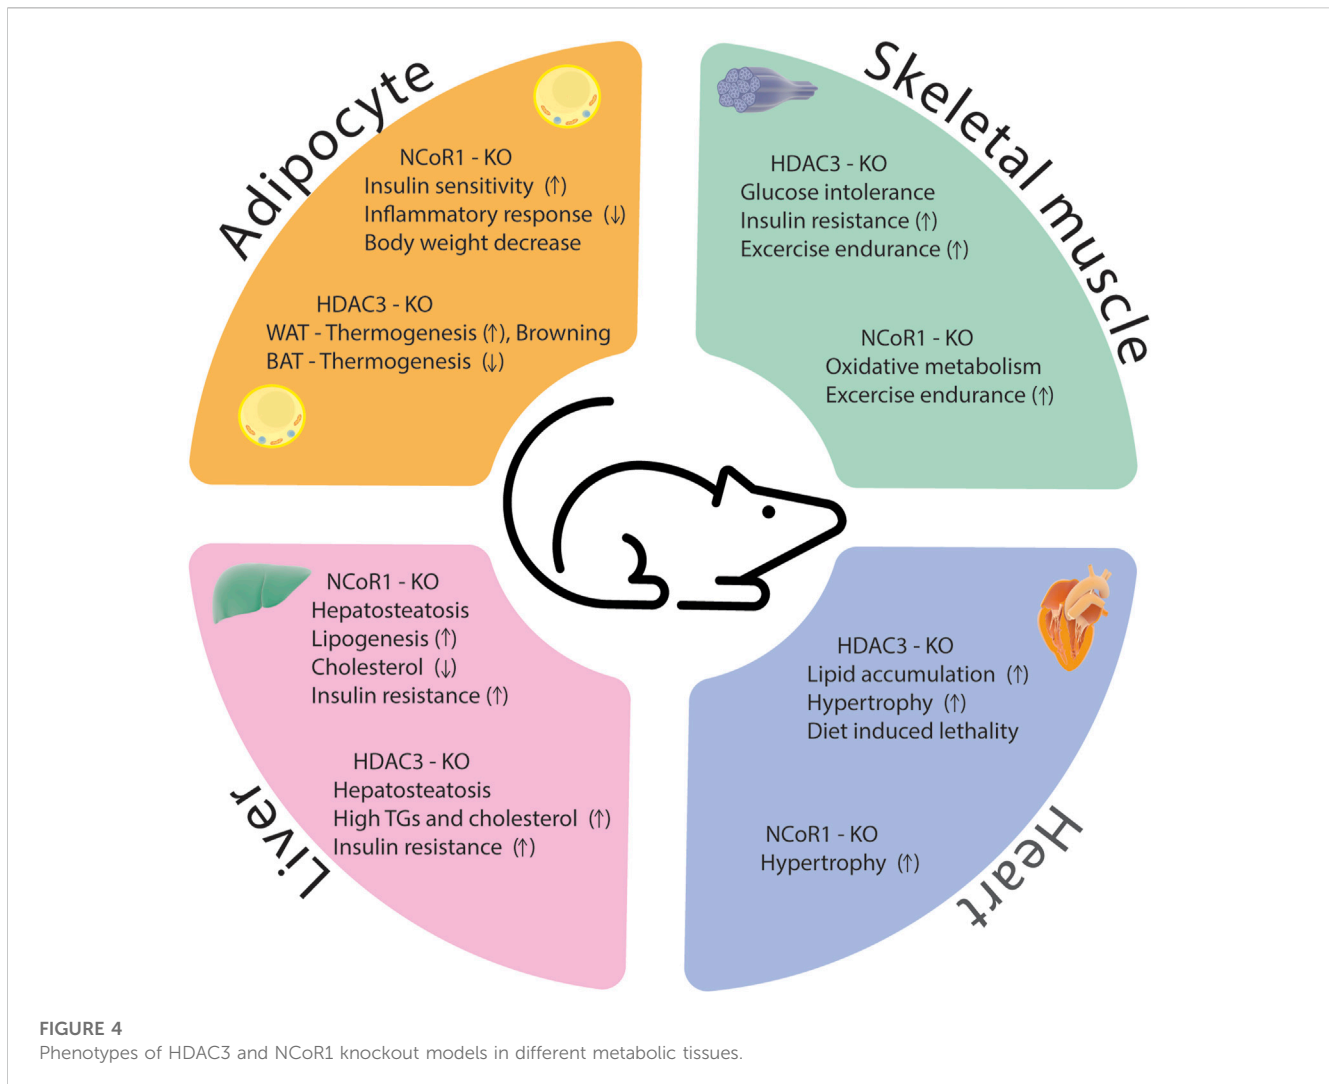 Adipocyte
NCoR1 - KO
Insulin sensitivity (↑)
Inflammatory response (↓)
Body weight decrease
HDAC3 - KO
WAT - Thermogenesis (↑), Browning
BAT - Thermogenesis (↓)
Skeletal muscle
HDAC3 - KO
Glucose intolerance
Insulin resistance (↑)
Excercise endurance (↑)
NCoR1 - KO
Oxidative metabolism
Excercise endurance (↑)
Liver
NCoR1 - KO
Hepatosteatosis
Lipogenesis (↑)
Cholesterol (↓)
Insulin resistance (↑)
HDAC3 - KO
Hepatosteatosis
High TGs and cholesterol (↑)
Insulin resistance (↑)
Heart
HDAC3 - KO
Lipid accumulation (↑)
Hypertrophy (↑)
Diet induced lethality
NCoR1 - KO
Hypertrophy (↑)
FIGURE 4
Phenotypes of HDAC3 and NCoR1 knockout models in different metabolic tissues.